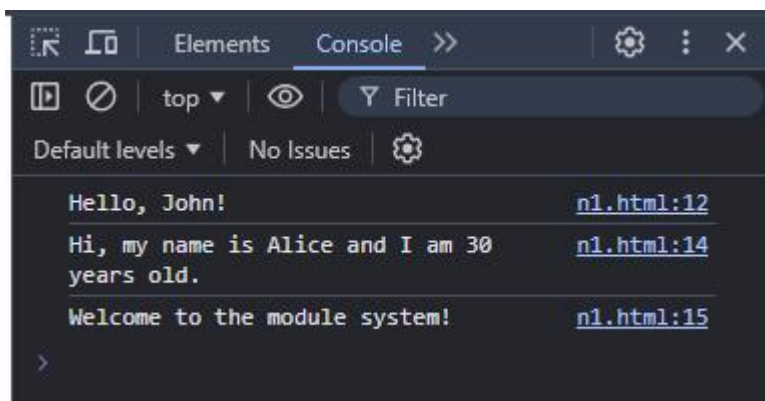 Elements Console >>
top ▼ Filter
Default levels ▼ No Issues
Hello, John! n1.html:12
Hi, my name is Alice and I am 30 n1.html:14
years old.
Welcome to the module system! n1.html:15
>